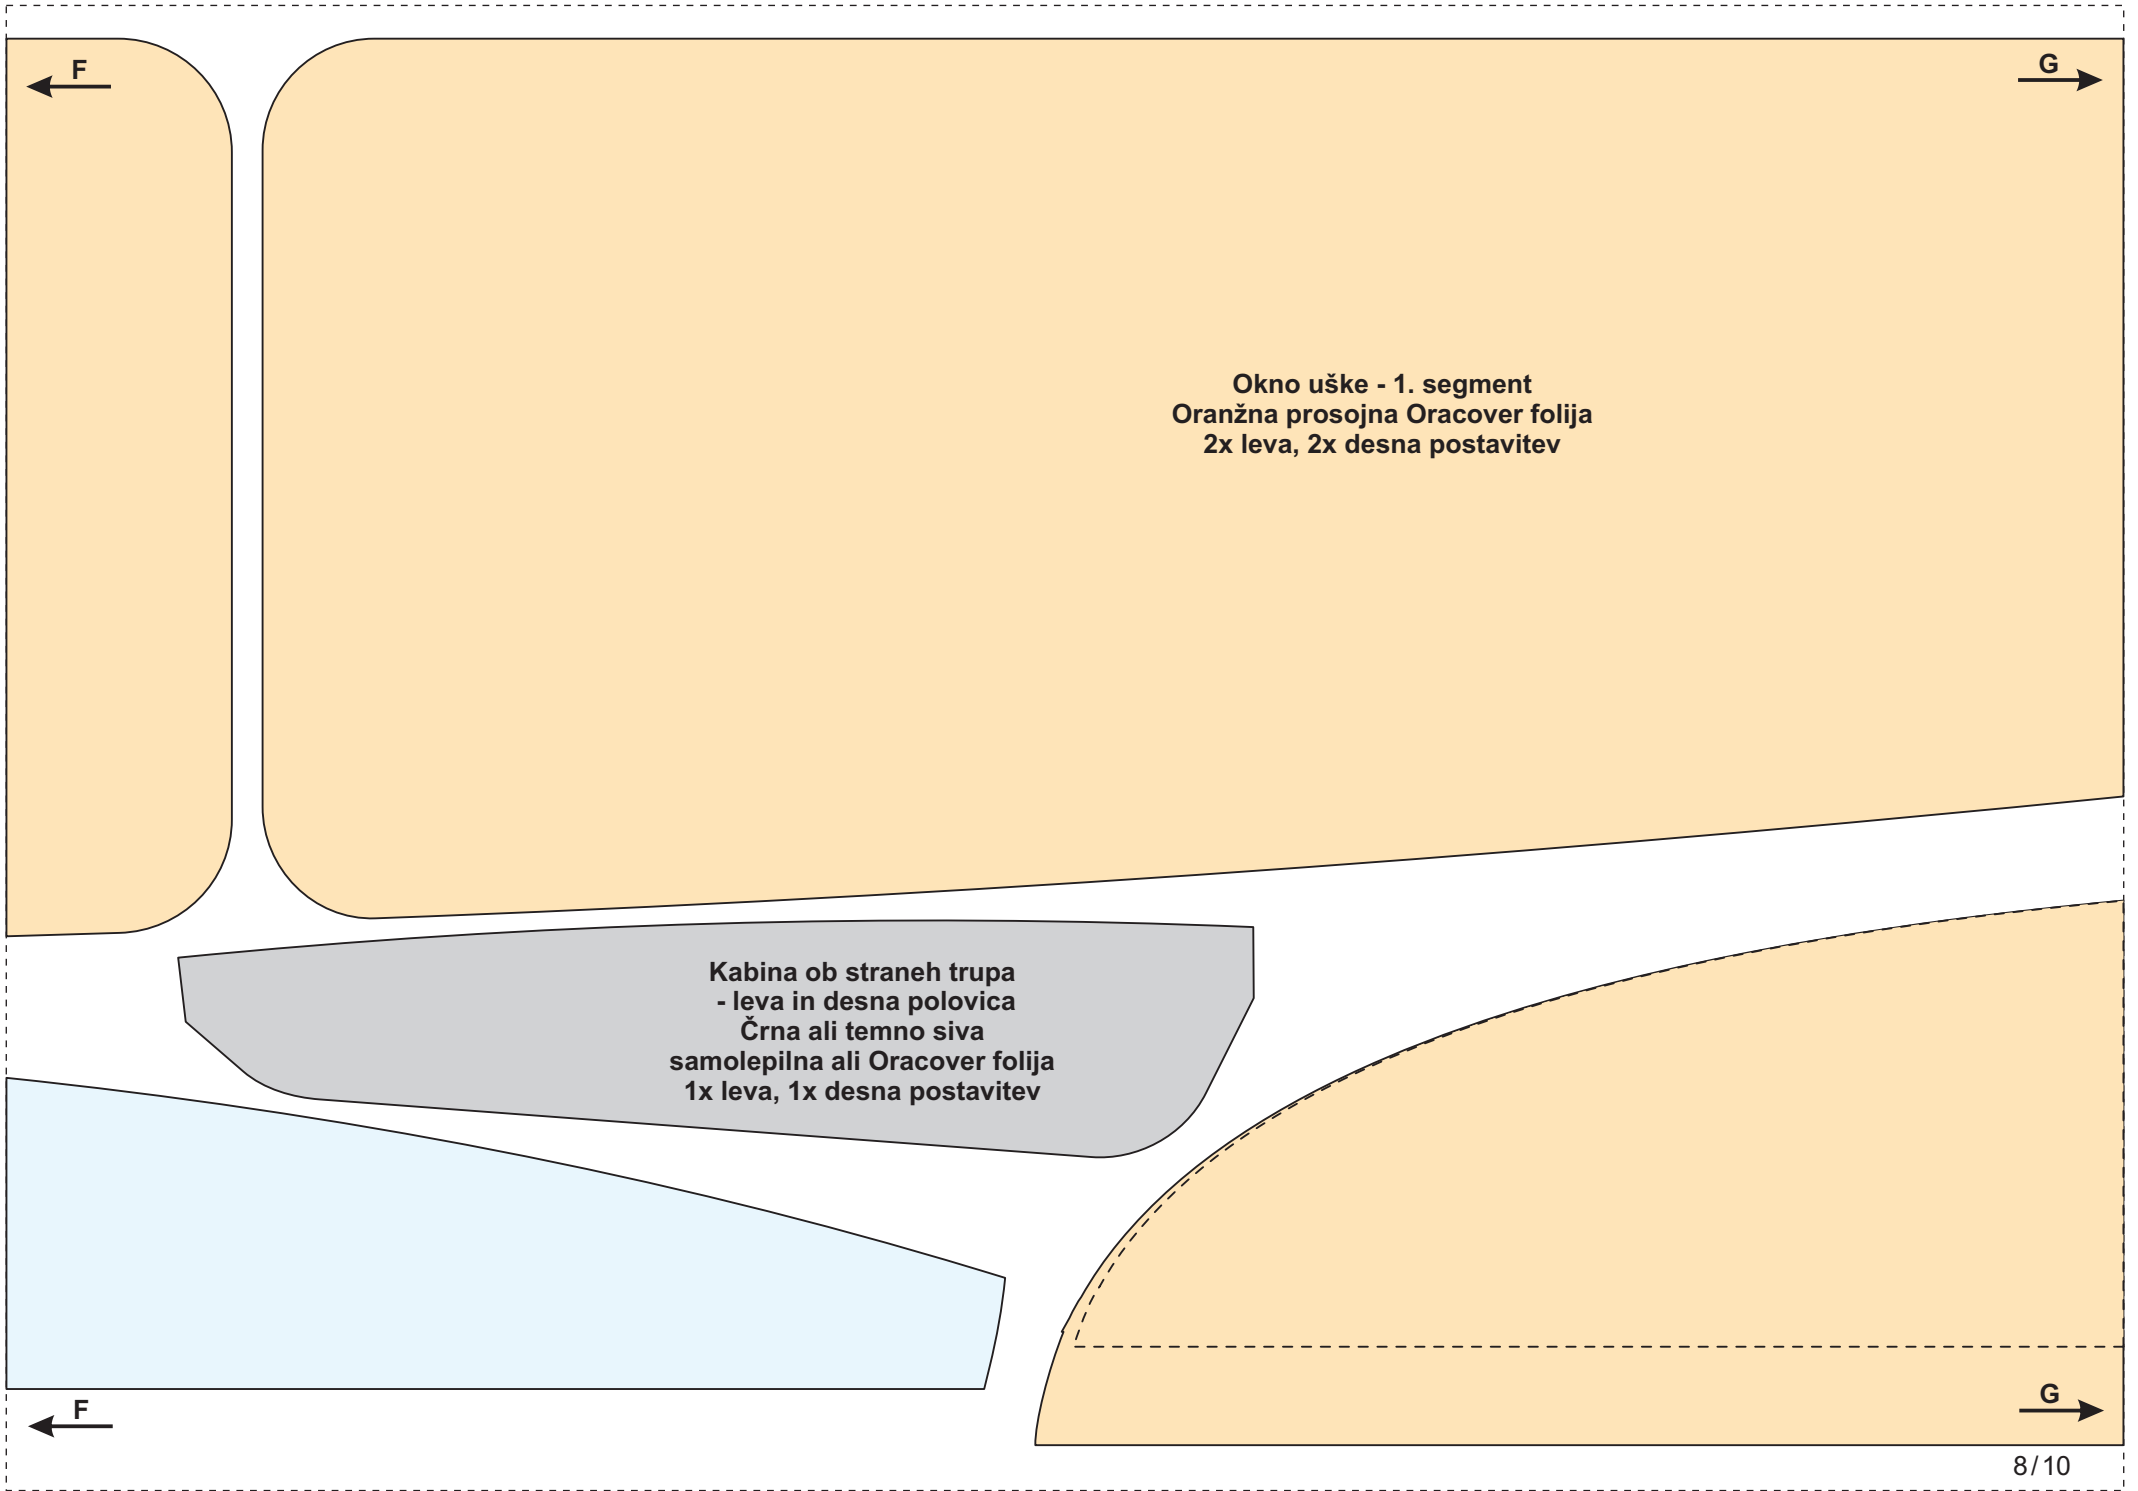 F
G
Okno uške - 1. segment
Oranžna prosojna Oracover folija
2x leva, 2x desna postavitev
Kabina ob straneh trupa
- leva in desna polovica
Črna ali temno siva
samolepilna ali Oracover folija
1x leva, 1x desna postavitev
F
G
8/10